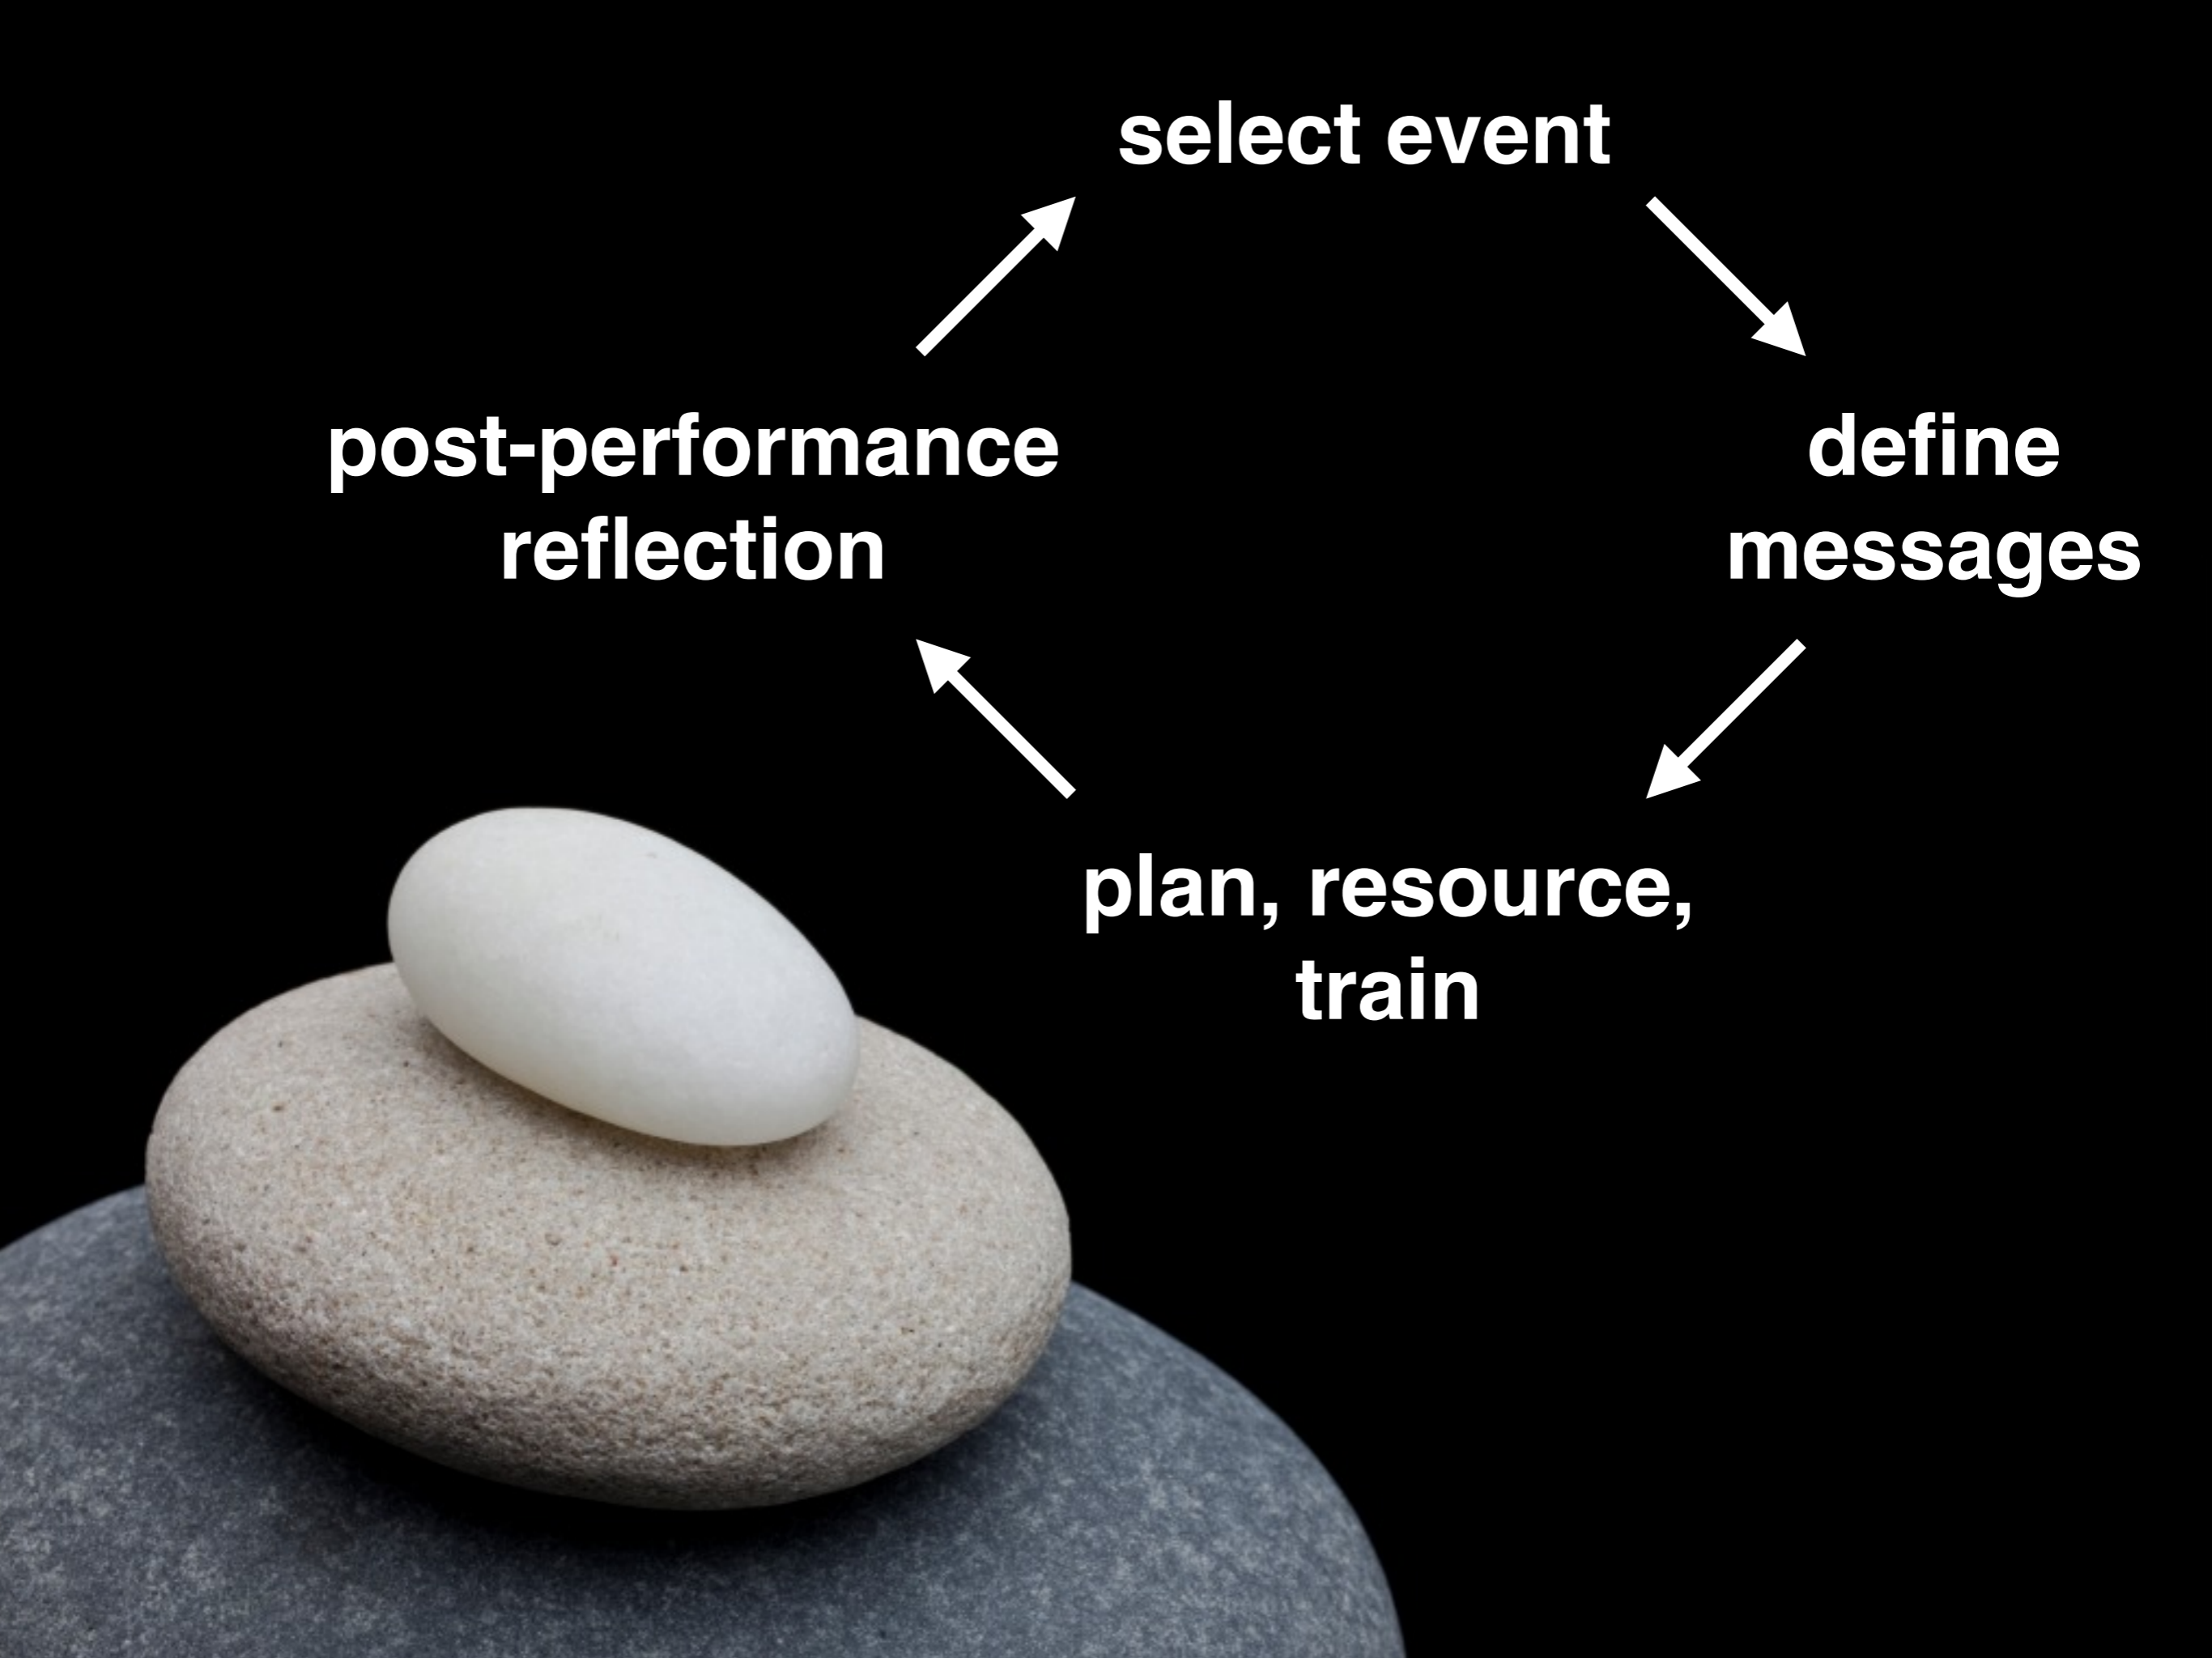 select event
post-performance
reflection
define
messages
plan, resource,
train